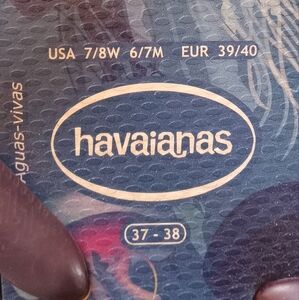 USA 7/8W 6/7M EUR 39/40
havaianas
Aguas-vivas
37 - 38